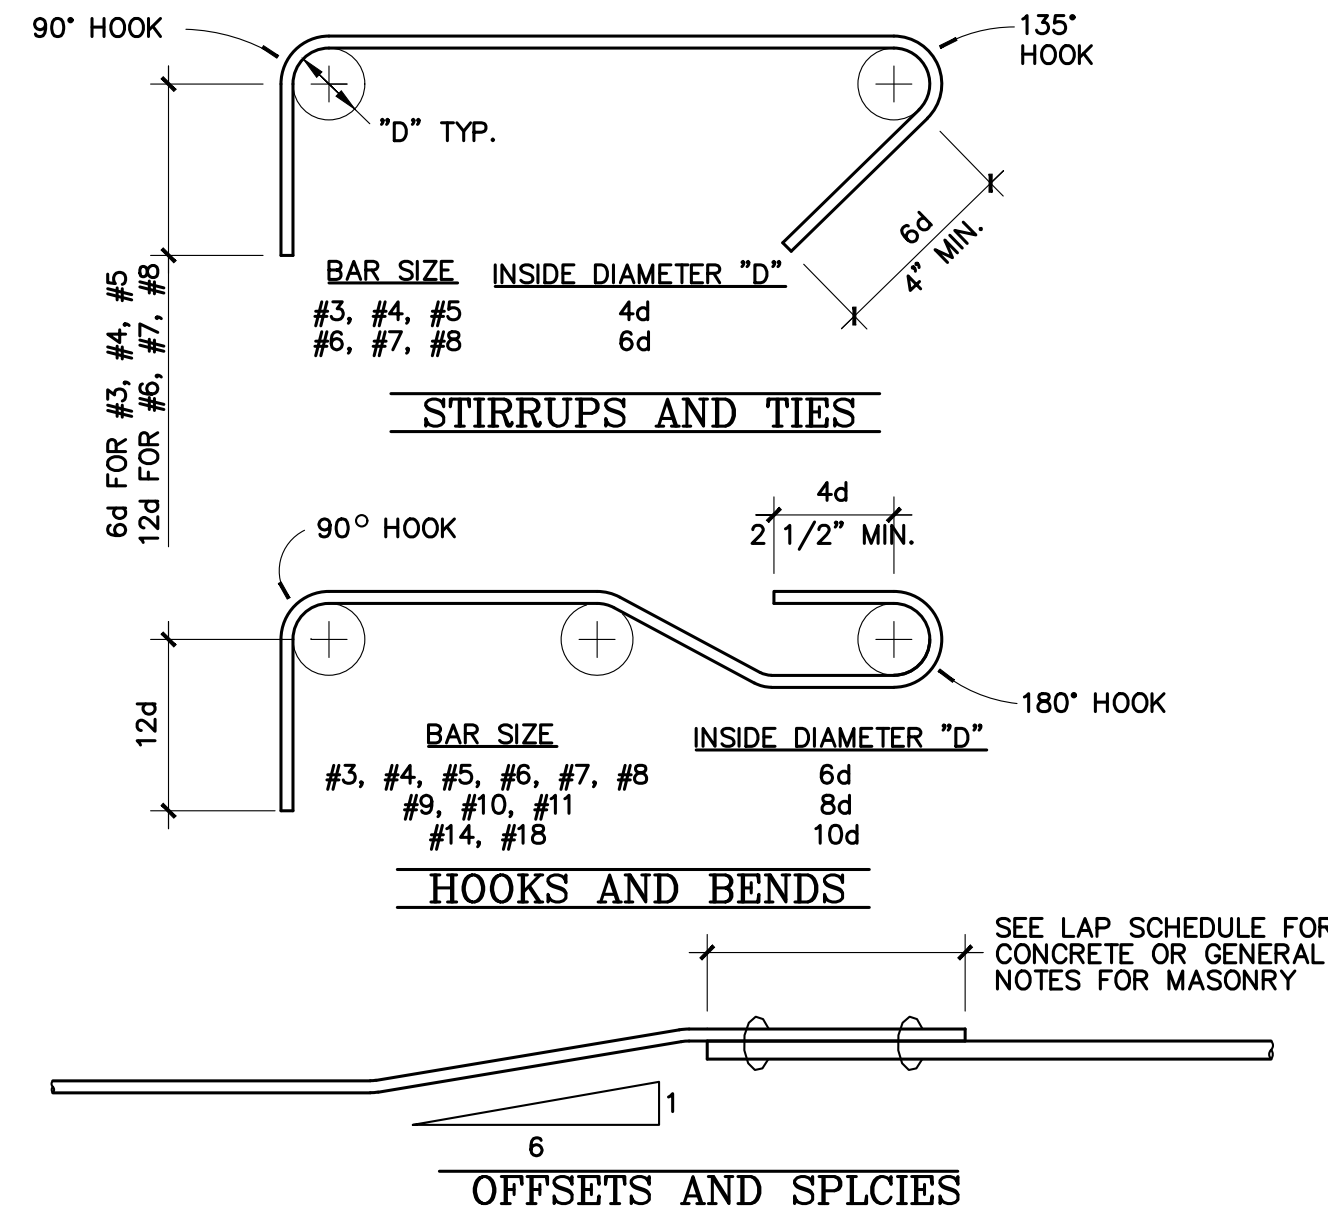 90° HOOK
135°
HOOK
"D" TYP.
6d
4" MIN.
6d FOR #3, #4, #5
12d FOR #6, #7, #8
BAR SIZE INSIDE DIAMETER "D"
#3, #4, #5 4d
#6, #7, #8 6d
STIRRUPS AND TIES
90° HOOK
4d
2 1/2" MIN.
12d
180° HOOK
BAR SIZE INSIDE DIAMETER "D"
#3, #4, #5, #6, #7, #8 6d
#9, #10, #11 8d
#14, #18 10d
HOOKS AND BENDS
SEE LAP SCHEDULE FOR
CONCRETE OR GENERAL
NOTES FOR MASONRY
1
6
OFFSETS AND SPLCIES